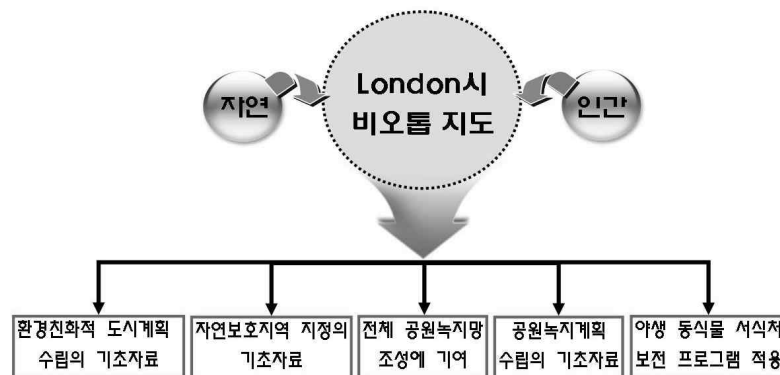 London시
비오톱 지도
자연
인간
환경친화적 도시계획
수립의 기초자료
자연보호지역 지정의
기초자료
전체 공원녹지망
조성에 기여
공원녹지계획
수립의 기초자료
야생 동식물 서식처
보전 프로그램 적용